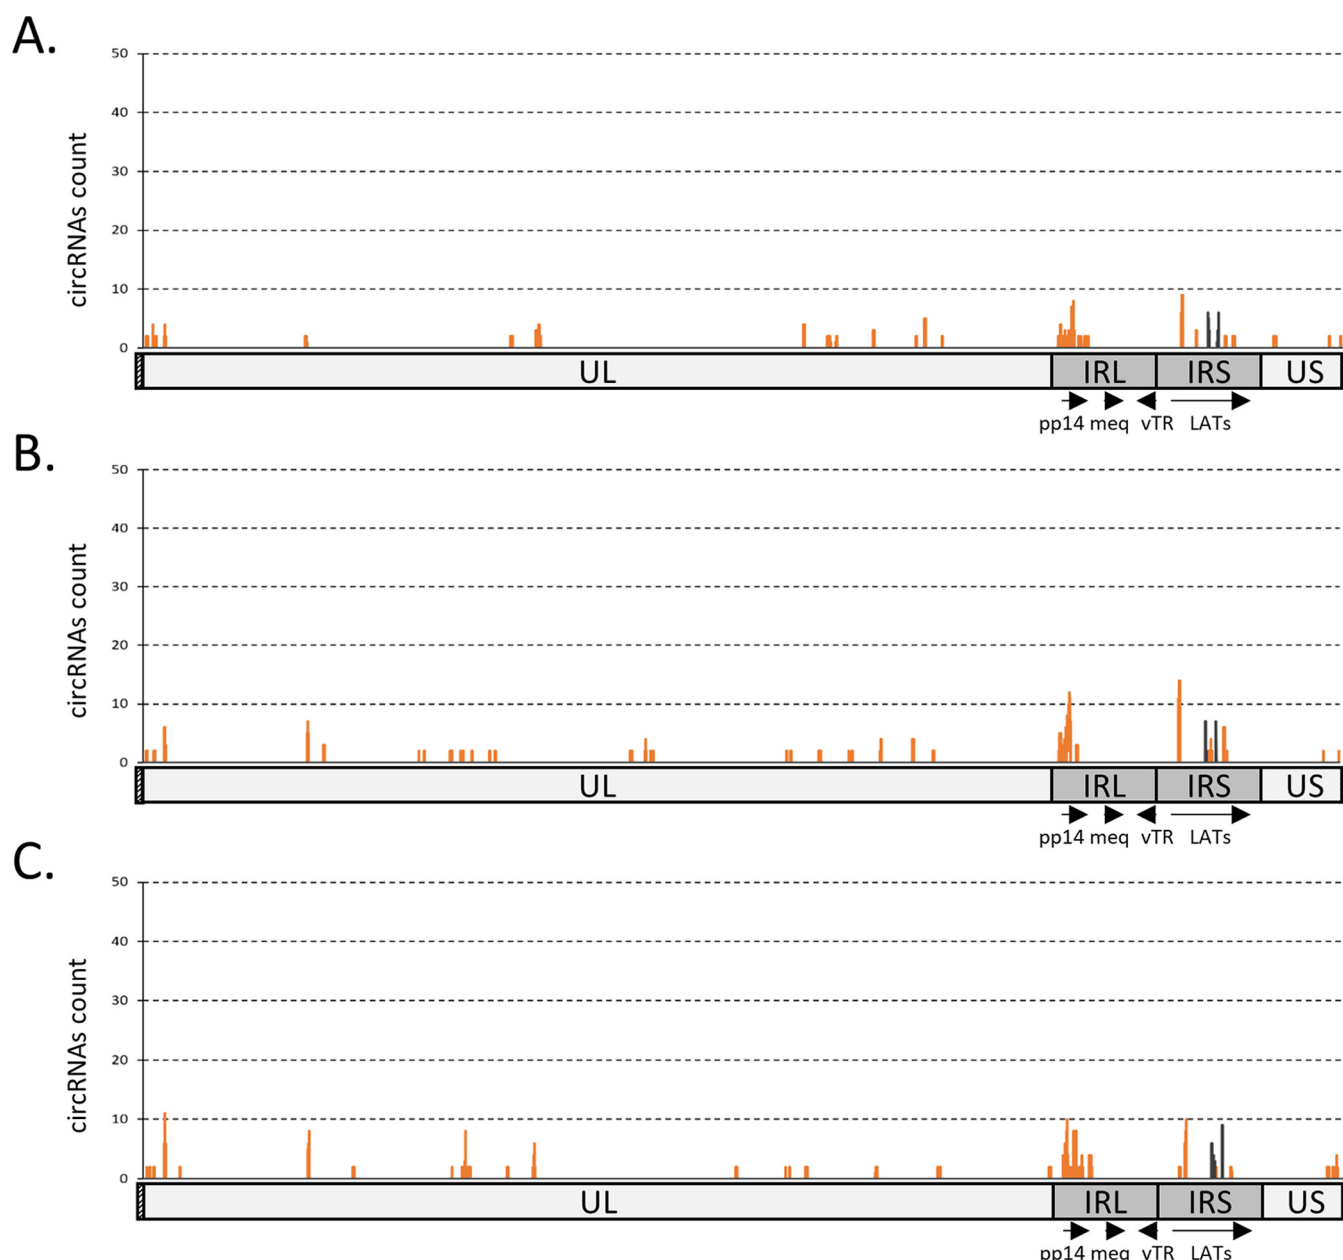 A.
50
40
30
20
10
0
circRNAs count
UL IRL IRS US
pp14 meq vTR LATs
B.
50
40
30
20
10
0
circRNAs count
UL IRL IRS US
pp14 meq vTR LATs
C.
50
40
30
20
10
0
circRNAs count
UL IRL IRS US
pp14 meq vTR LATs